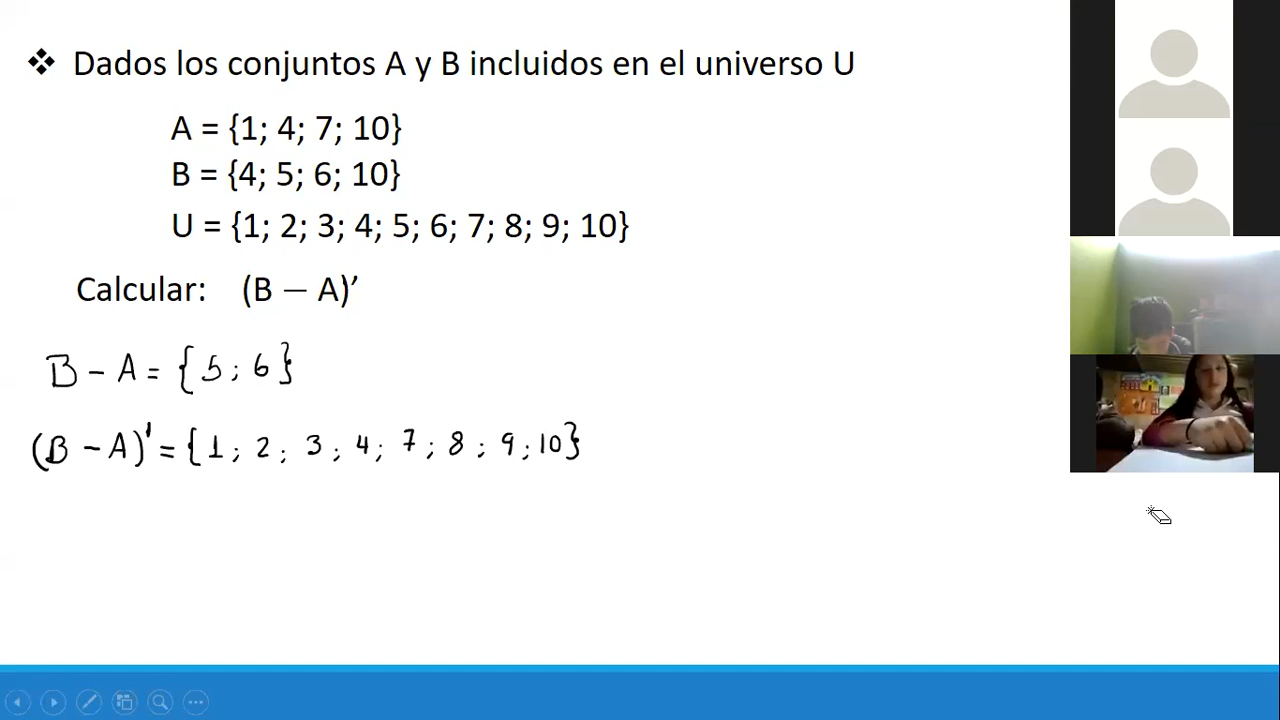 ❖ Dados los conjuntos A y B incluidos en el universo U
A = {1; 4; 7; 10}
B = {4; 5; 6; 10}
U = {1; 2; 3; 4; 5; 6; 7; 8; 9; 10}
Calcular: (B — A)’
B - A = {5; 6}
(B - A)' = {1; 2; 3; 4; 7; 8; 9; 10}